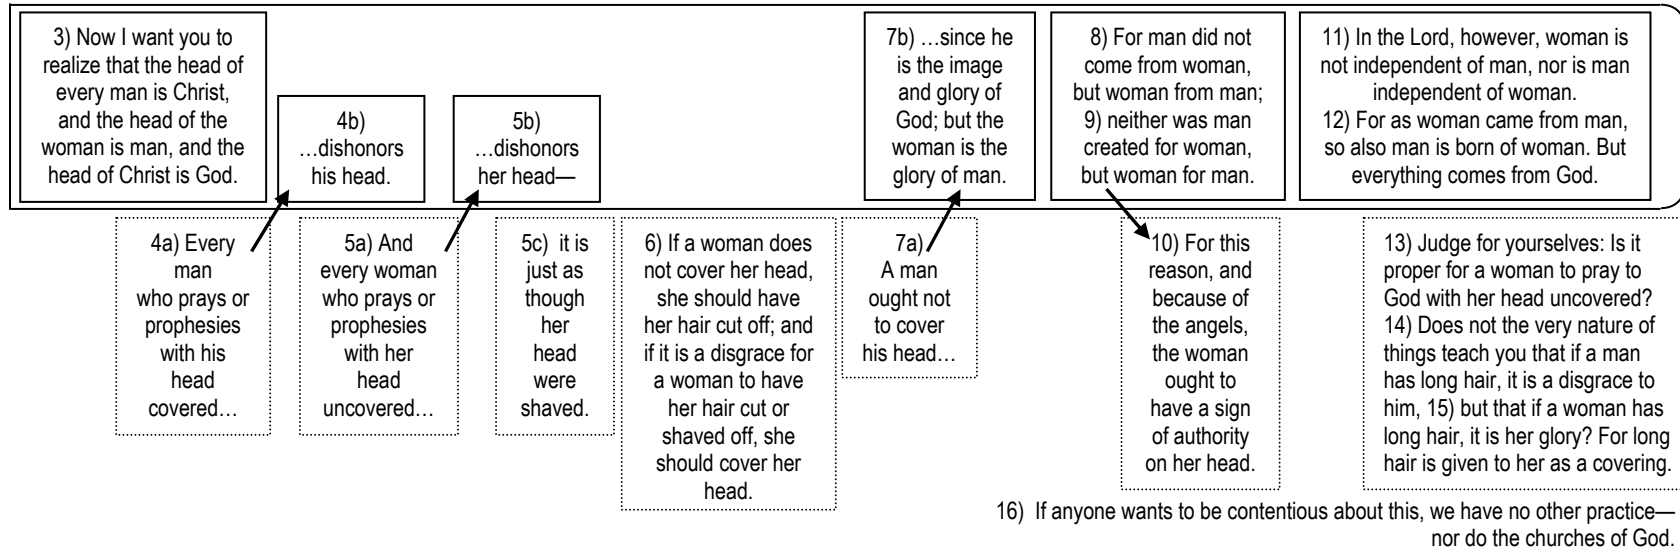 3) Now I want you to
realize that the head of
every man is Christ,
and the head of the
woman is man, and the
head of Christ is God.
4a) Every
man
who prays or
prophesies
with his
head
covered…
4b)
…dishonors
his head.
5a) And
every woman
who prays or
prophesies
with her
head
uncovered…
5b)
…dishonors
her head—
5c) it is
just as
though
her
head
were
shaved.
6) If a woman does
not cover her head,
she should have
her hair cut off; and
if it is a disgrace for
a woman to have
her hair cut or
shaved off, she
should cover her
head.
7a)
A man
ought not
to cover
his head…
7b) …since he
is the image
and glory of
God; but the
woman is the
glory of man.
8) For man did not
come from woman,
but woman from man;
9) neither was man
created for woman,
but woman for man.
10) For this
reason, and
because of
the angels,
the woman
ought to
have a sign
of authority
on her head.
11) In the Lord, however, woman is
not independent of man, nor is man
independent of woman.
12) For as woman came from man,
so also man is born of woman. But
everything comes from God.
13) Judge for yourselves: Is it
proper for a woman to pray to
God with her head uncovered?
14) Does not the very nature of
things teach you that if a man
has long hair, it is a disgrace to
him, 15) but that if a woman has
long hair, it is her glory? For long
hair is given to her as a covering.
16) If anyone wants to be contentious about this, we have no other practice—
nor do the churches of God.